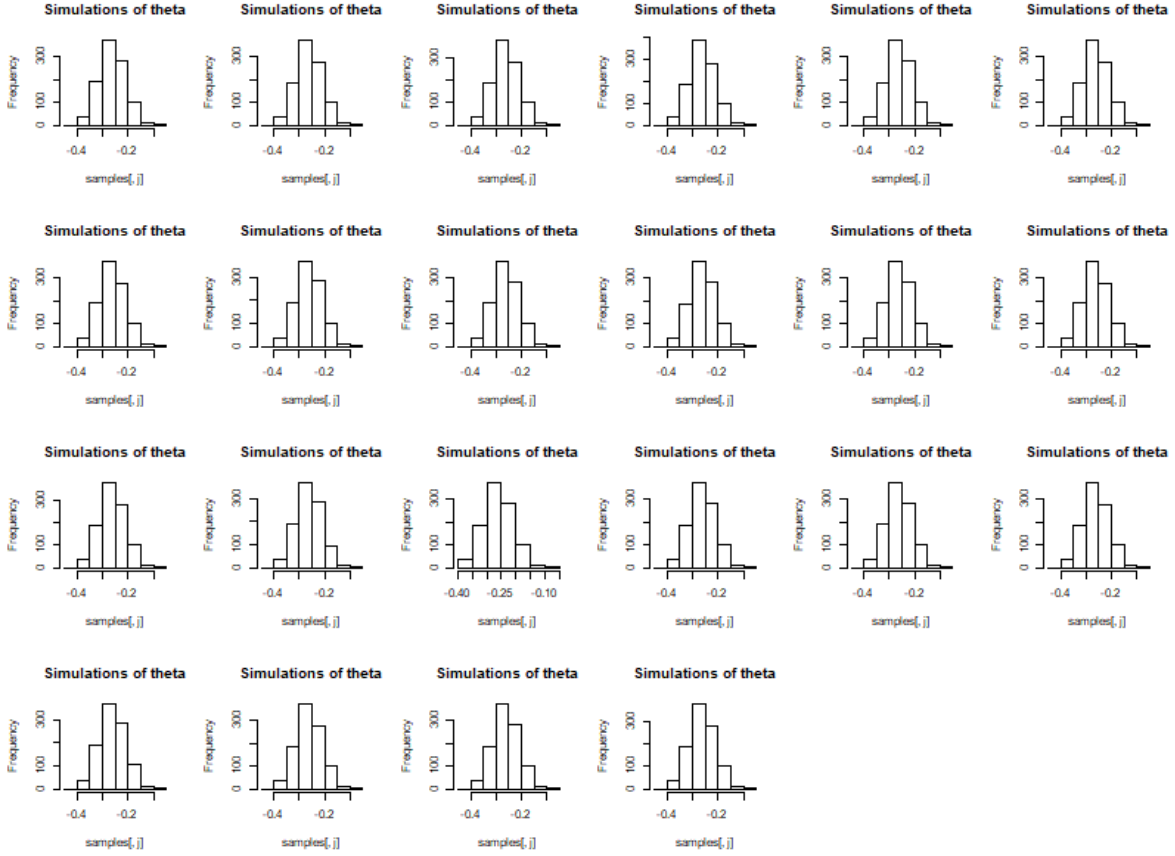 Simulations of theta
Frequency
0 100 300
-0.4 -0.2
samples[, j]
Simulations of theta
Frequency
0 100 300
-0.4 -0.2
samples[, j]
Simulations of theta
Frequency
0 100 300
-0.4 -0.2
samples[, j]
Simulations of theta
Frequency
0 100 300
-0.4 -0.2
samples[, j]
Simulations of theta
Frequency
0 100 300
-0.4 -0.2
samples[, j]
Simulations of theta
Frequency
0 100 300
-0.4 -0.2
samples[, j]
Simulations of theta
Frequency
0 100 300
-0.4 -0.2
samples[, j]
Simulations of theta
Frequency
0 100 300
-0.4 -0.2
samples[, j]
Simulations of theta
Frequency
0 100 300
-0.4 -0.2
samples[, j]
Simulations of theta
Frequency
0 100 300
-0.4 -0.2
samples[, j]
Simulations of theta
Frequency
0 100 300
-0.4 -0.2
samples[, j]
Simulations of theta
Frequency
0 100 300
-0.4 -0.2
samples[, j]
Simulations of theta
Frequency
0 100 300
-0.4 -0.2
samples[, j]
Simulations of theta
Frequency
0 100 300
-0.4 -0.2
samples[, j]
Simulations of theta
Frequency
0 100 300
-0.40 -0.25 -0.10
samples[, j]
Simulations of theta
Frequency
0 100 300
-0.4 -0.2
samples[, j]
Simulations of theta
Frequency
0 100 300
-0.4 -0.2
samples[, j]
Simulations of theta
Frequency
0 100 300
-0.4 -0.2
samples[, j]
Simulations of theta
Frequency
0 100 300
-0.4 -0.2
samples[, j]
Simulations of theta
Frequency
0 100 300
-0.4 -0.2
samples[, j]
Simulations of theta
Frequency
0 100 300
-0.4 -0.2
samples[, j]
Simulations of theta
Frequency
0 100 300
-0.4 -0.2
samples[, j]